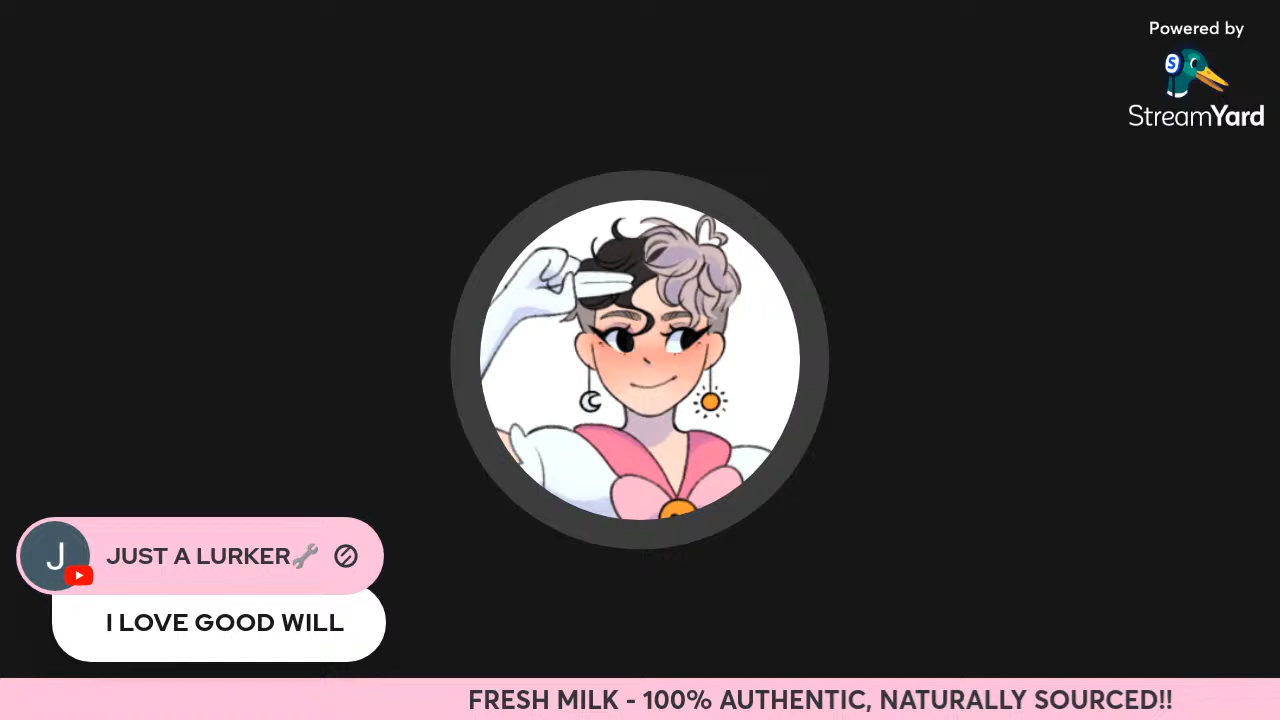 Powered by
S
StreamYard
J
JUST A LURKER🔧
I LOVE GOOD WILL
FRESH MILK - 100% AUTHENTIC, NATURALLY SOURCED!!